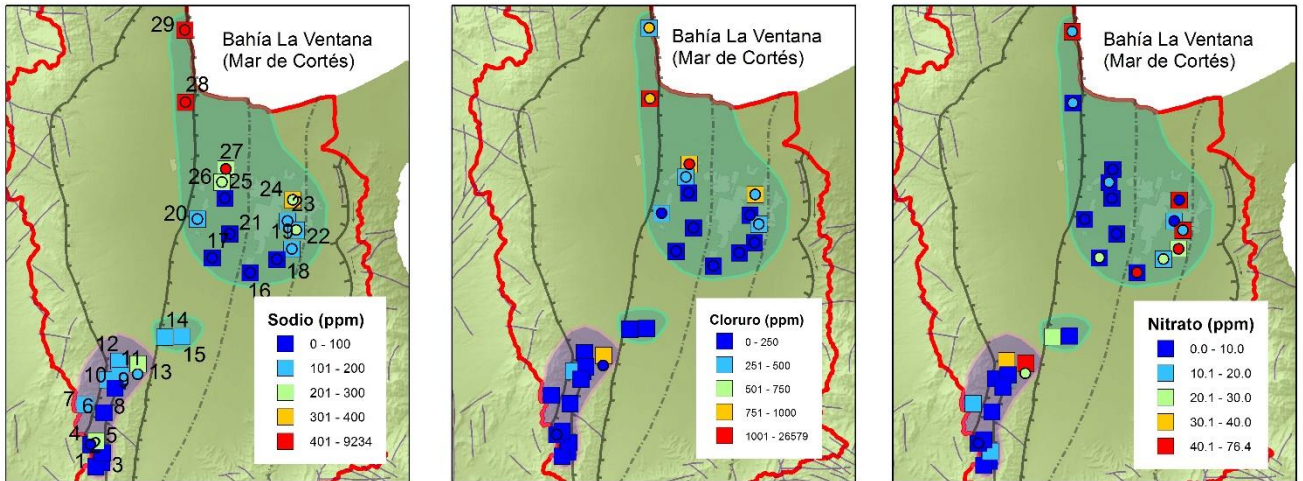 29
Bahía La Ventana
(Mar de Cortés)
28
27
26
25
24
23
20
21
19
22
17
18
16
14
15
12
11
13
10
9
7
6
8
4
5
1
3
Sodio (ppm)
0 - 100
101 - 200
201 - 300
301 - 400
401 - 9234
Bahía La Ventana
(Mar de Cortés)
Cloruro (ppm)
0 - 250
251 - 500
501 - 750
751 - 1000
1001 - 26579
Bahía La Ventana
(Mar de Cortés)
Nitrato (ppm)
0.0 - 10.0
10.1 - 20.0
20.1 - 30.0
30.1 - 40.0
40.1 - 76.4